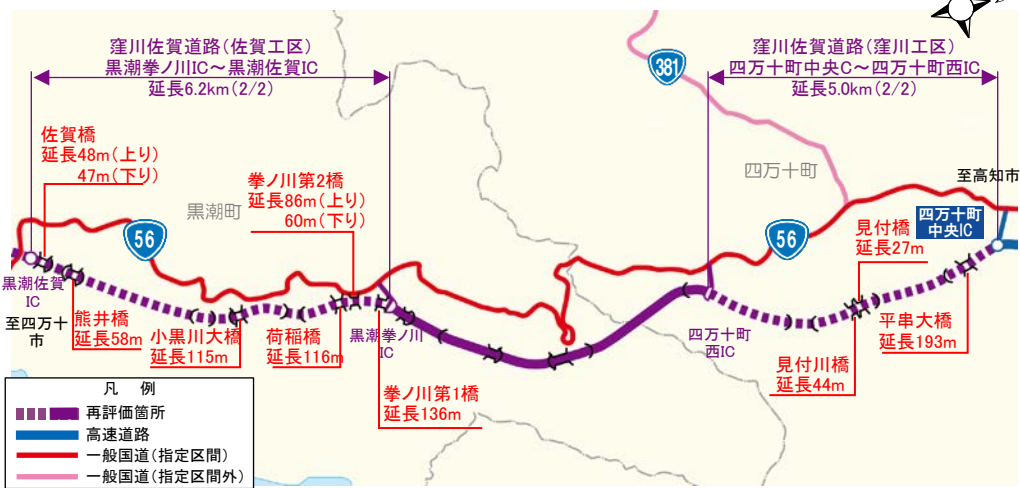 窪川佐賀道路(佐賀工区)
黒潮拳ノ川IC～黒潮佐賀IC
延長6.2km(2/2)
窪川佐賀道路(窪川工区)
四万十町中央C～四万十町西IC
延長5.0km(2/2)
381
佐賀橋
延長48m(上り)
47m(下り)
拳ノ川第2橋
延長86m(上り)
60m(下り)
黒潮町
四万十町
至高知市
56
56
四万十町
中央IC
見付橋
延長27m
黒潮佐賀
IC
至四万十
市
熊井橋
延長58m
小黒川大橋
延長115m
荷稲橋
延長116m
黒潮拳ノ川
IC
拳ノ川第1橋
延長136m
四万十町
西IC
見付川橋
延長44m
平串大橋
延長193m
凡 例
再評価箇所
高速道路
一般国道(指定区間)
一般国道(指定区間外)